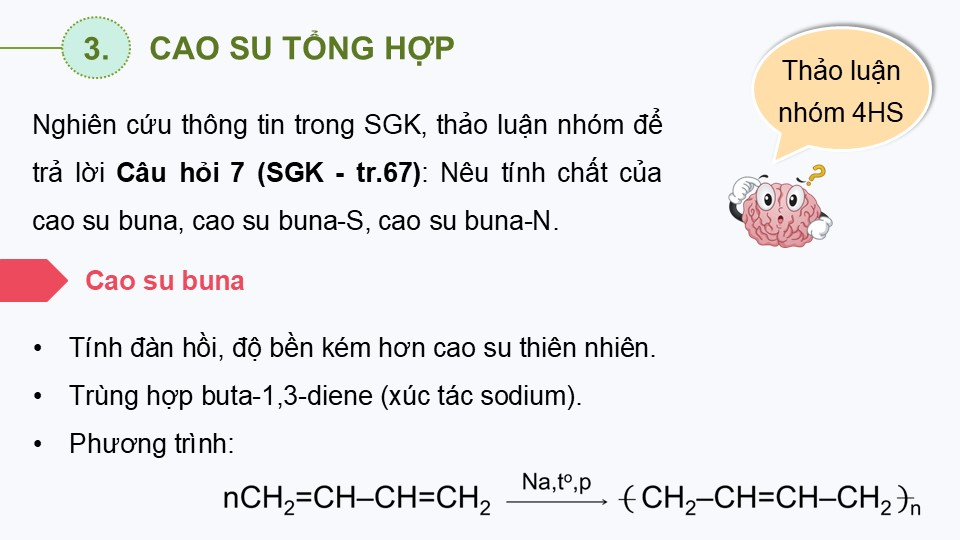 3. CAO SU TỔNG HỢP
Thảo luận
nhóm 4HS
Nghiên cứu thông tin trong SGK, thảo luận nhóm để
trả lời Câu hỏi 7 (SGK - tr.67): Nêu tính chất của
cao su buna, cao su buna-S, cao su buna-N.
?
Cao su buna
• Tính đàn hồi, độ bền kém hơn cao su thiên nhiên.
• Trùng hợp buta-1,3-diene (xúc tác sodium).
• Phương trình:
Na,tº,p
nCH₂=CH–CH=CH₂ ⟶ (CH₂–CH=CH–CH₂)ₙ